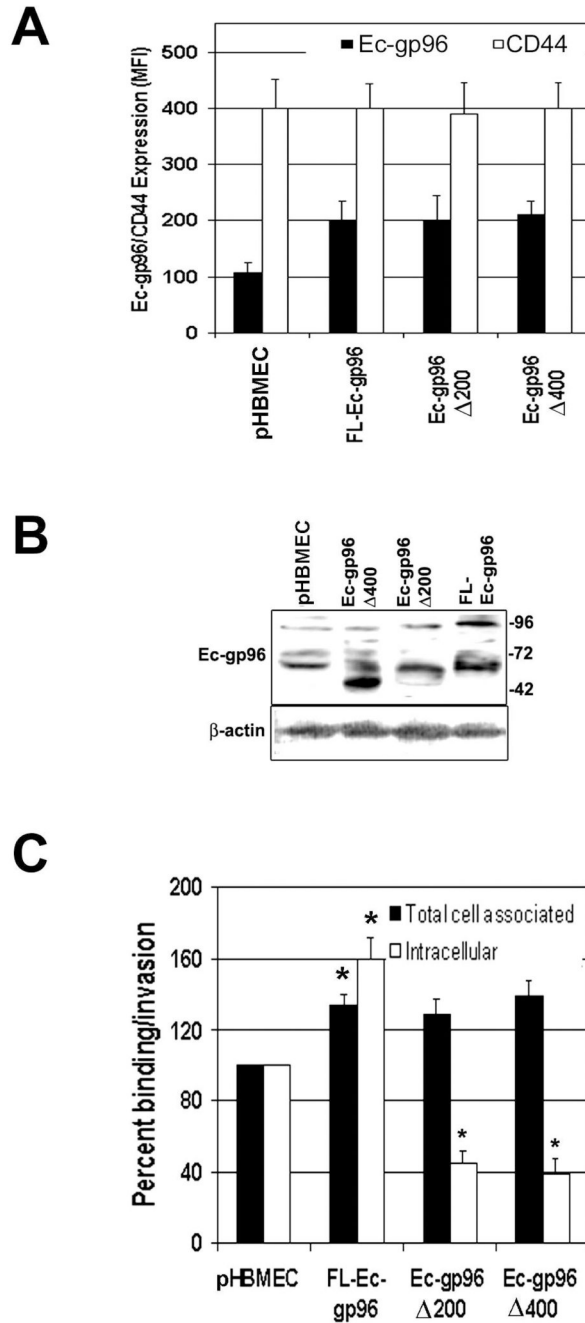 A
Ec-gp96/CD44 Expression (MFI)
500
400
300
200
100
0
Ec-gp96
CD44
pHBMEC
FL-Ec-gp96
Ec-gp96
Δ200
Ec-gp96
Δ400
B
pHBMEC
Ec-gp96
Δ400
Ec-gp96
Δ200
FL-
Ec-gp96
Ec-gp96
-96
-72
-42
β-actin
C
Percent binding/invasion
200
160
120
80
40
0
Total cell associated
Intracellular
*
*
*
*
pHBMEC
FL-Ec-
gp96
Ec-gp96
Δ200
Ec-gp96
Δ400